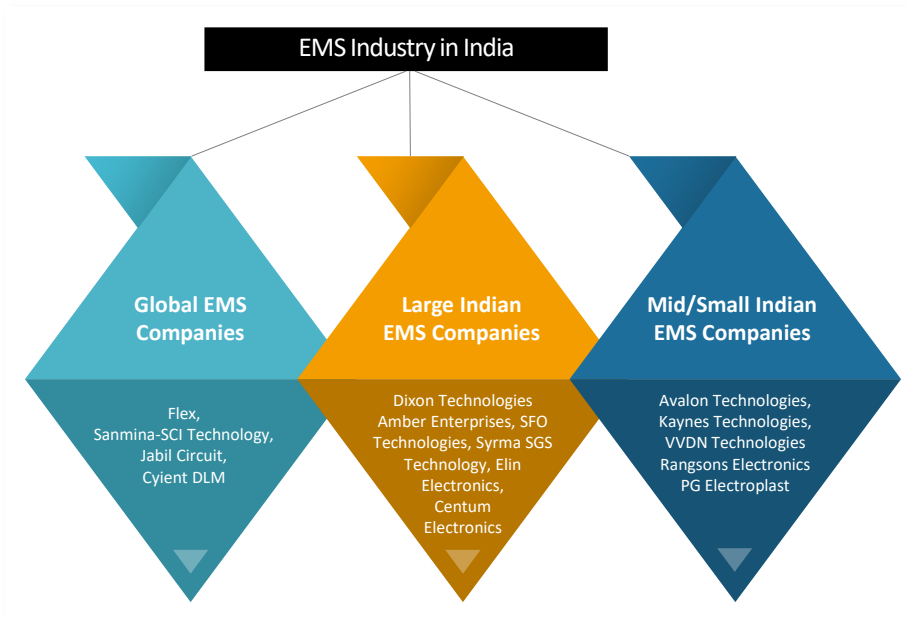 EMS Industry in India
Global EMS
Companies
Flex,
Sanmina-SCI Technology,
Jabil Circuit,
Cyient DLM
Large Indian
EMS Companies
Dixon Technologies
Amber Enterprises, SFO
Technologies, Syrma SGS
Technology, Elin
Electronics,
Centum
Electronics
Mid/Small Indian
EMS Companies
Avalon Technologies,
Kaynes Technologies,
VVDN Technologies
Rangsons Electronics
PG Electroplast